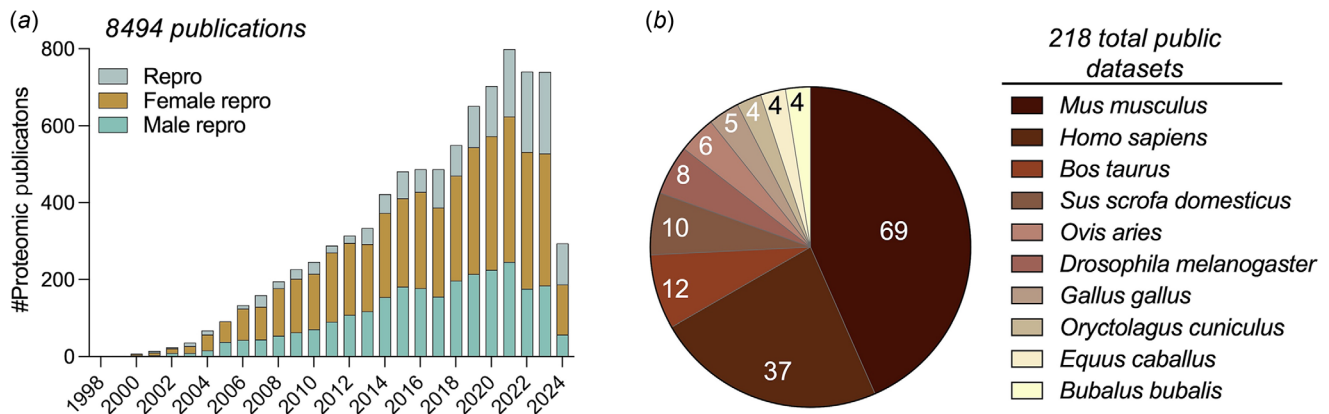 (a)
8494 publications
Repro
Female repro
Male repro
#Proteomic publicatons
800
600
400
200
0
1998
2000
2002
2004
2006
2008
2010
2012
2014
2016
2018
2020
2022
2024
(b)
69
37
12
10
8
6
5
4
4
4
218 total public
datasets
Mus musculus
Homo sapiens
Bos taurus
Sus scrofa domesticus
Ovis aries
Drosophila melanogaster
Gallus gallus
Oryctolagus cuniculus
Equus caballus
Bubalus bubalis